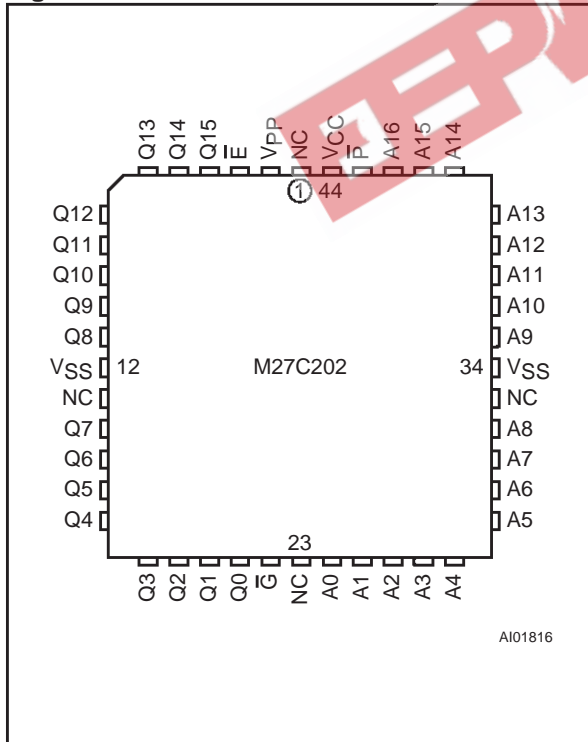 Q13 Q14 Q15 E̅ VPP NC VCC P̅ A16 A15 A14
1 44
Q12 A13
Q11 A12
Q10 A11
Q9 A10
Q8 A9
VSS 12 M27C202 34 VSS
NC NC
Q7 A8
Q6 A7
Q5 A6
Q4 A5
23
Q3 Q2 Q1 Q0 G̅ NC A0 A1 A2 A3 A4
AI01816